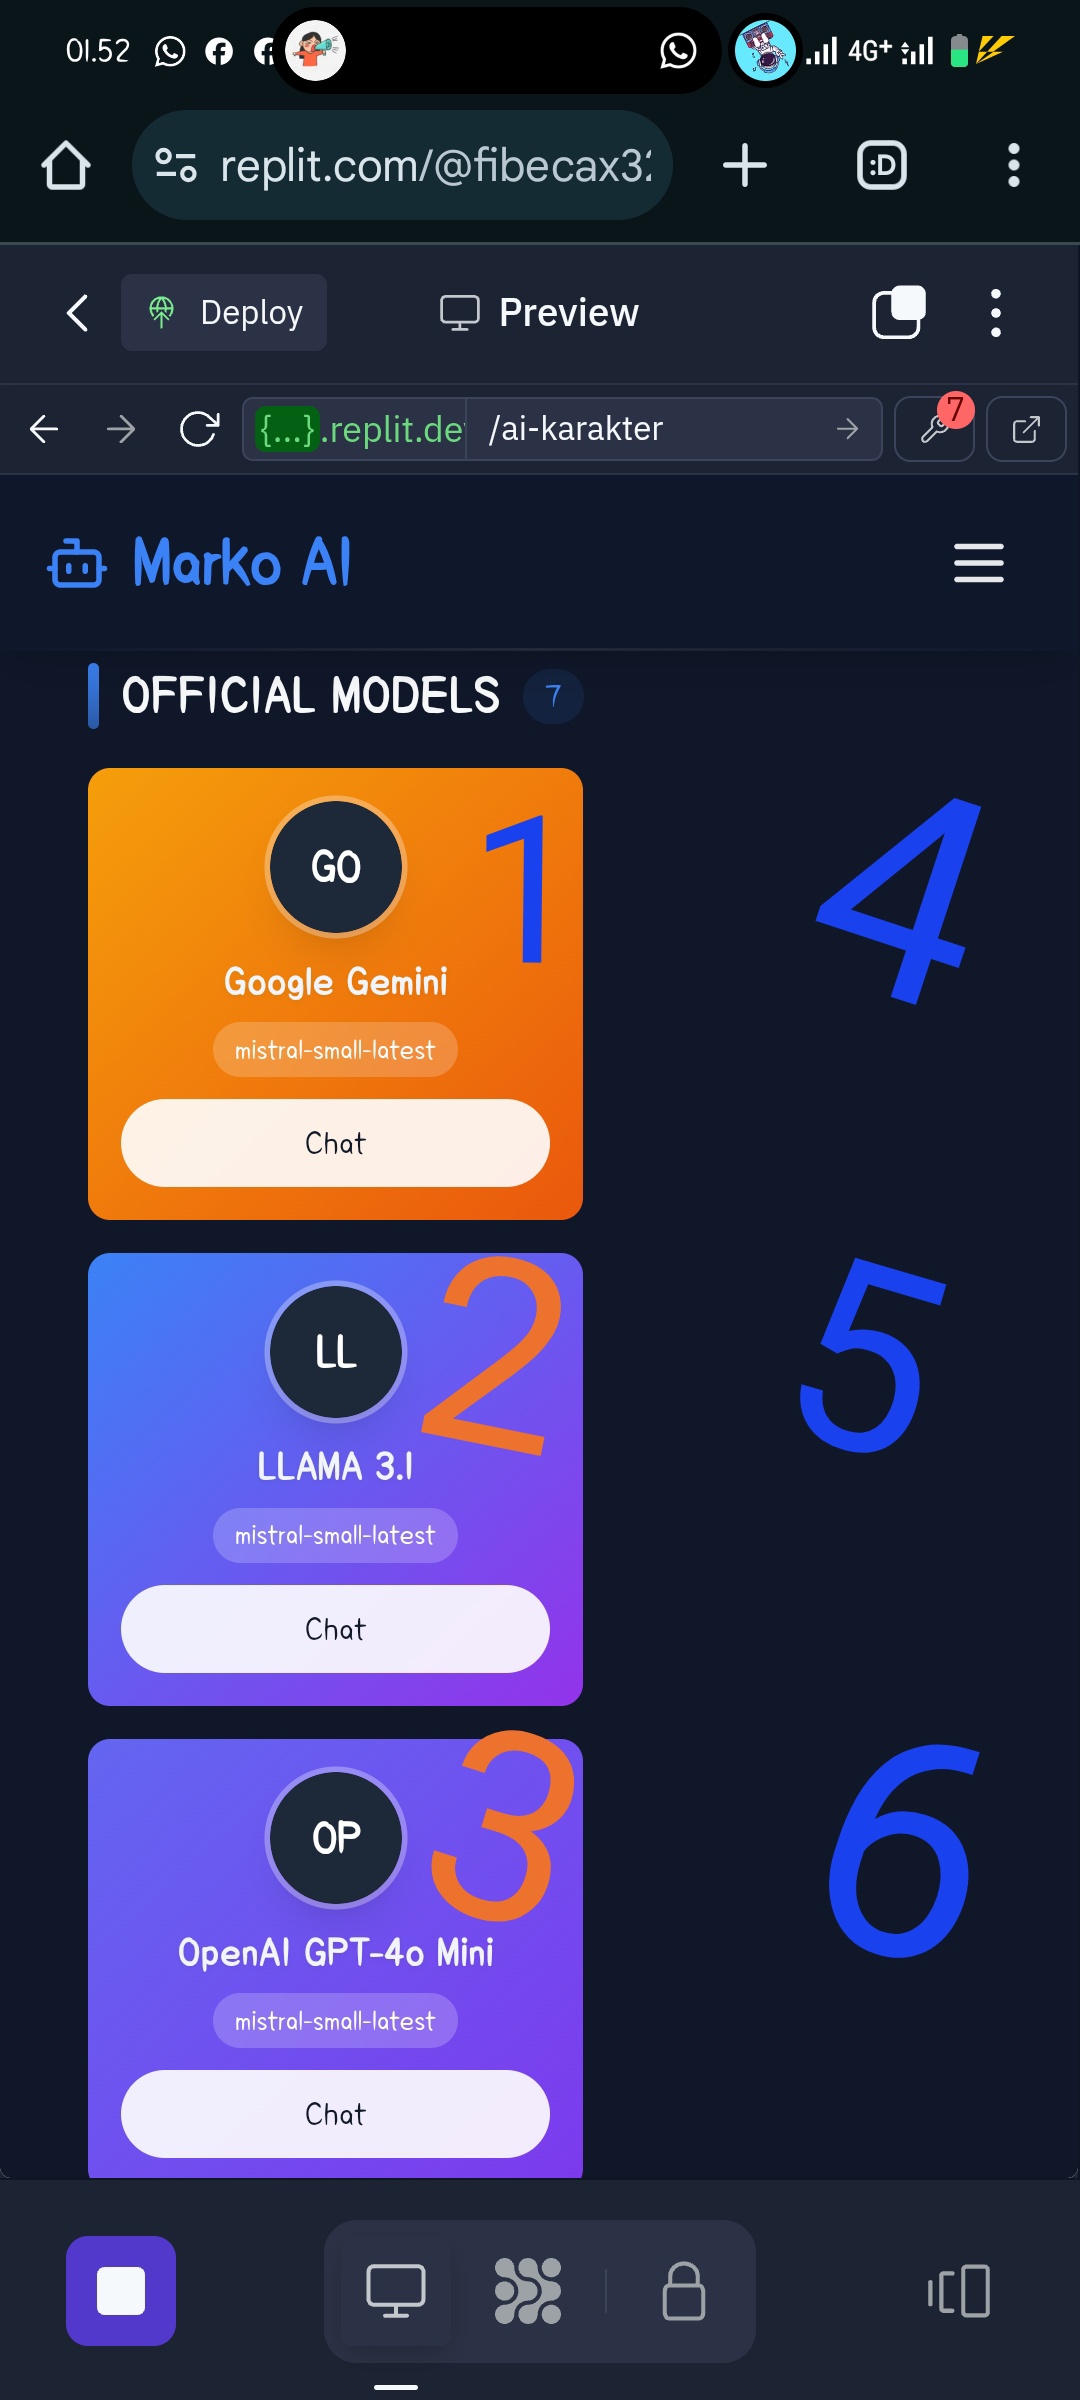 01.52
4G+
replit.com/@fibecax32
:D
Deploy
Preview
{...}.replit.dev
/ai-karakter
7
Marko AI
OFFICIAL MODELS 7
GO
1
4
Google Gemini
mistral-small-latest
Chat
LL
2
5
LLAMA 3.1
mistral-small-latest
Chat
OP
3
6
OpenAI GPT-4o Mini
mistral-small-latest
Chat